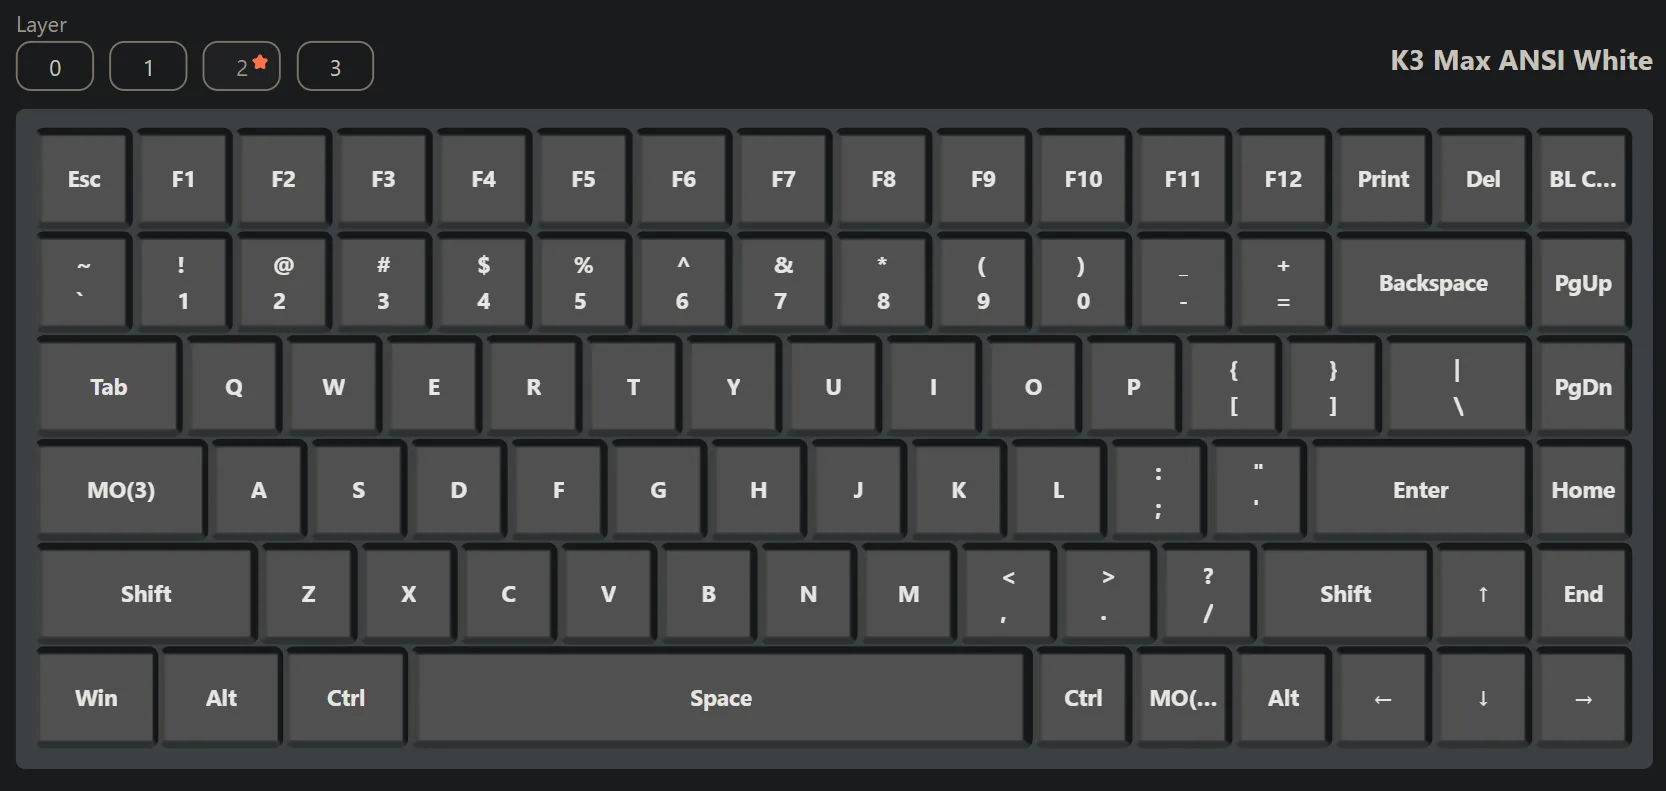 Layer
0 1 2 3
K3 Max ANSI White
Esc F1 F2 F3 F4 F5 F6 F7 F8 F9 F10 F11 F12 Print Del BL C...
~ ! @ # $ % ^ & * ( ) _ +
` 1 2 3 4 5 6 7 8 9 0 - = Backspace PgUp
Tab Q W E R T Y U I O P { } | PgDn
[ ] \
MO(3) A S D F G H J K L : " Enter Home
; '
Shift Z X C V B N M < > ? Shift ↑ End
, . /
Win Alt Ctrl Space Ctrl MO(... Alt ← ↓ →